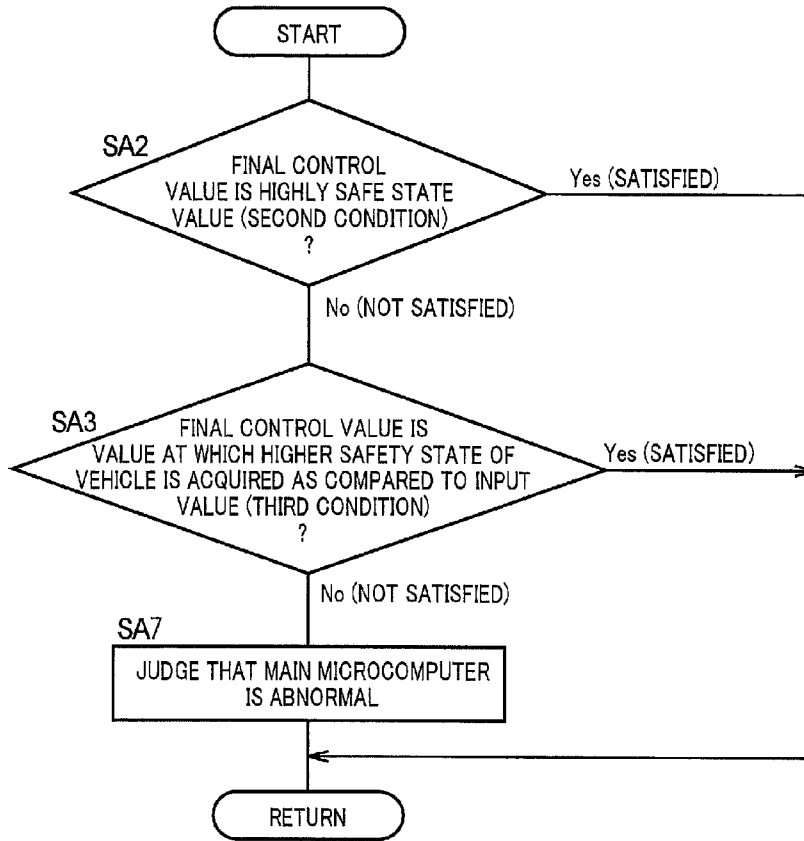 START
SA2
FINAL CONTROL
VALUE IS HIGHLY SAFE STATE
VALUE (SECOND CONDITION)
?
Yes (SATISFIED)
No (NOT SATISFIED)
SA3
FINAL CONTROL VALUE IS
VALUE AT WHICH HIGHER SAFETY STATE OF
VEHICLE IS ACQUIRED AS COMPARED TO INPUT
VALUE (THIRD CONDITION)
?
Yes (SATISFIED)
No (NOT SATISFIED)
SA7
JUDGE THAT MAIN MICROCOMPUTER
IS ABNORMAL
RETURN